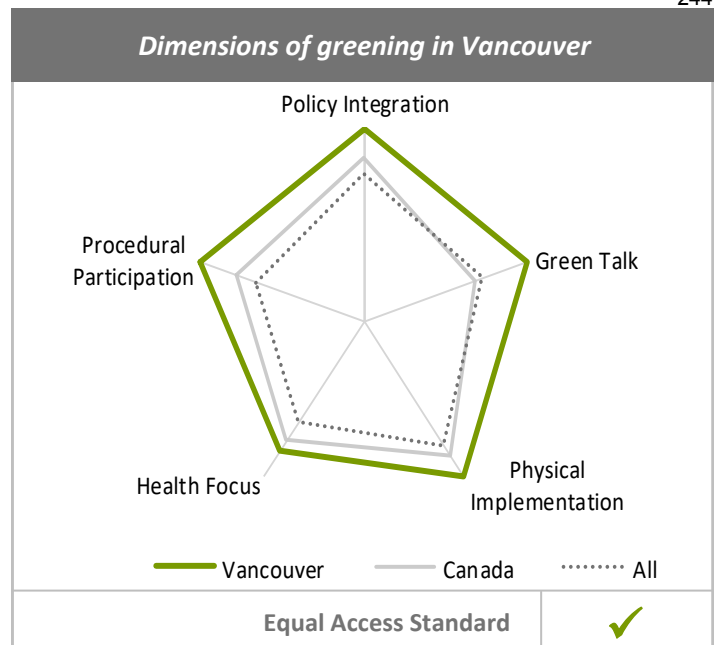 244
Dimensions of greening in Vancouver
Policy Integration
Procedural
Participation
Green Talk
Health Focus
Physical
Implementation
Vancouver
Canada
All
Equal Access Standard